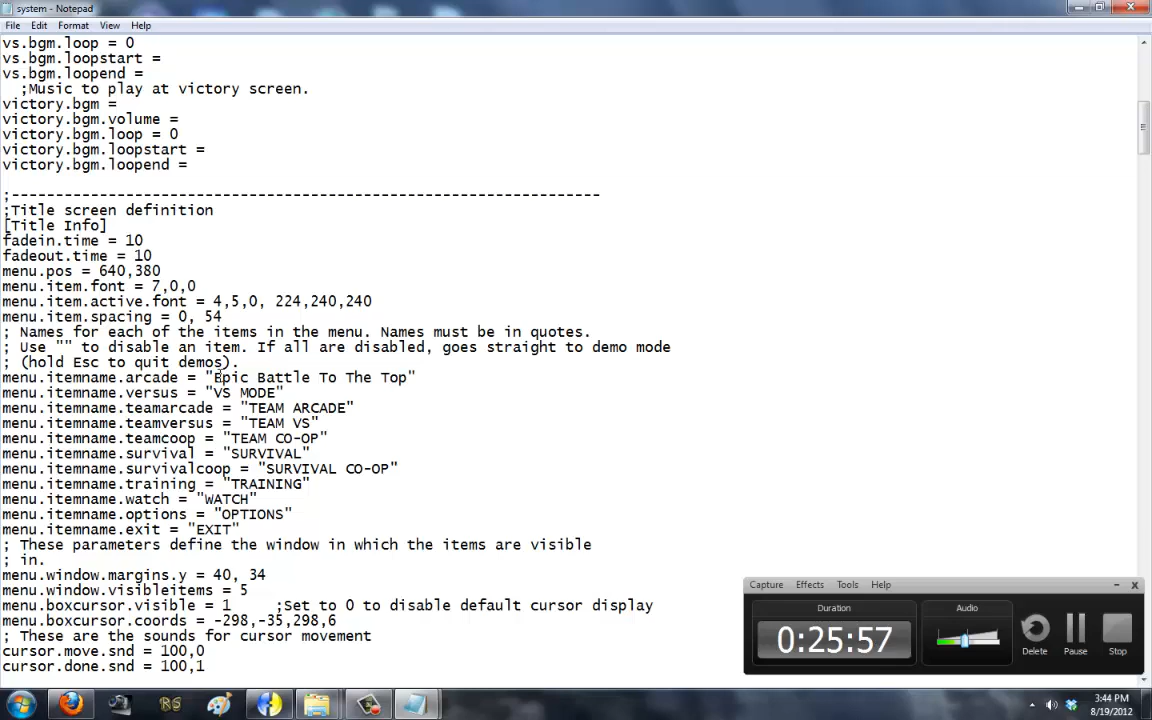 system - Notepad
File Edit Format View Help
vs.bgm.loop = 0
vs.bgm.loopstart =
vs.bgm.loopend =
;Music to play at victory screen.
victory.bgm =
victory.bgm.volume =
victory.bgm.loop = 0
victory.bgm.loopstart =
victory.bgm.loopend =
;-------------------------------------------------------------------
;Title screen definition
[Title Info]
fadein.time = 10
fadeout.time = 10
menu.pos = 640,380
menu.item.font = 7,0,0
menu.item.active.font = 4,5,0, 224,240,240
menu.item.spacing = 0, 54
; Names for each of the items in the menu. Names must be in quotes.
; Use "" to disable an item. If all are disabled, goes straight to demo mode
; (hold Esc to quit demos).
menu.itemname.arcade = "Epic Battle To The Top"
menu.itemname.versus = "VS MODE"
menu.itemname.teamarcade = "TEAM ARCADE"
menu.itemname.teamversus = "TEAM VS"
menu.itemname.teamcoop = "TEAM CO-OP"
menu.itemname.survival = "SURVIVAL"
menu.itemname.survivalcoop = "SURVIVAL CO-OP"
menu.itemname.training = "TRAINING"
menu.itemname.watch = "WATCH"
menu.itemname.options = "OPTIONS"
menu.itemname.exit = "EXIT"
; These parameters define the window in which the items are visible
; in.
menu.window.margins.y = 40, 34
menu.window.visibleitems = 5
menu.boxcursor.visible = 1 ;Set to 0 to disable default cursor display
menu.boxcursor.coords = -298,-35,298,6
; These are the sounds for cursor movement
cursor.move.snd = 100,0
cursor.done.snd = 100,1
Capture Effects Tools Help
Duration
0:25:57
Audio
Delete Pause Stop
RS
3:44 PM
8/19/2012